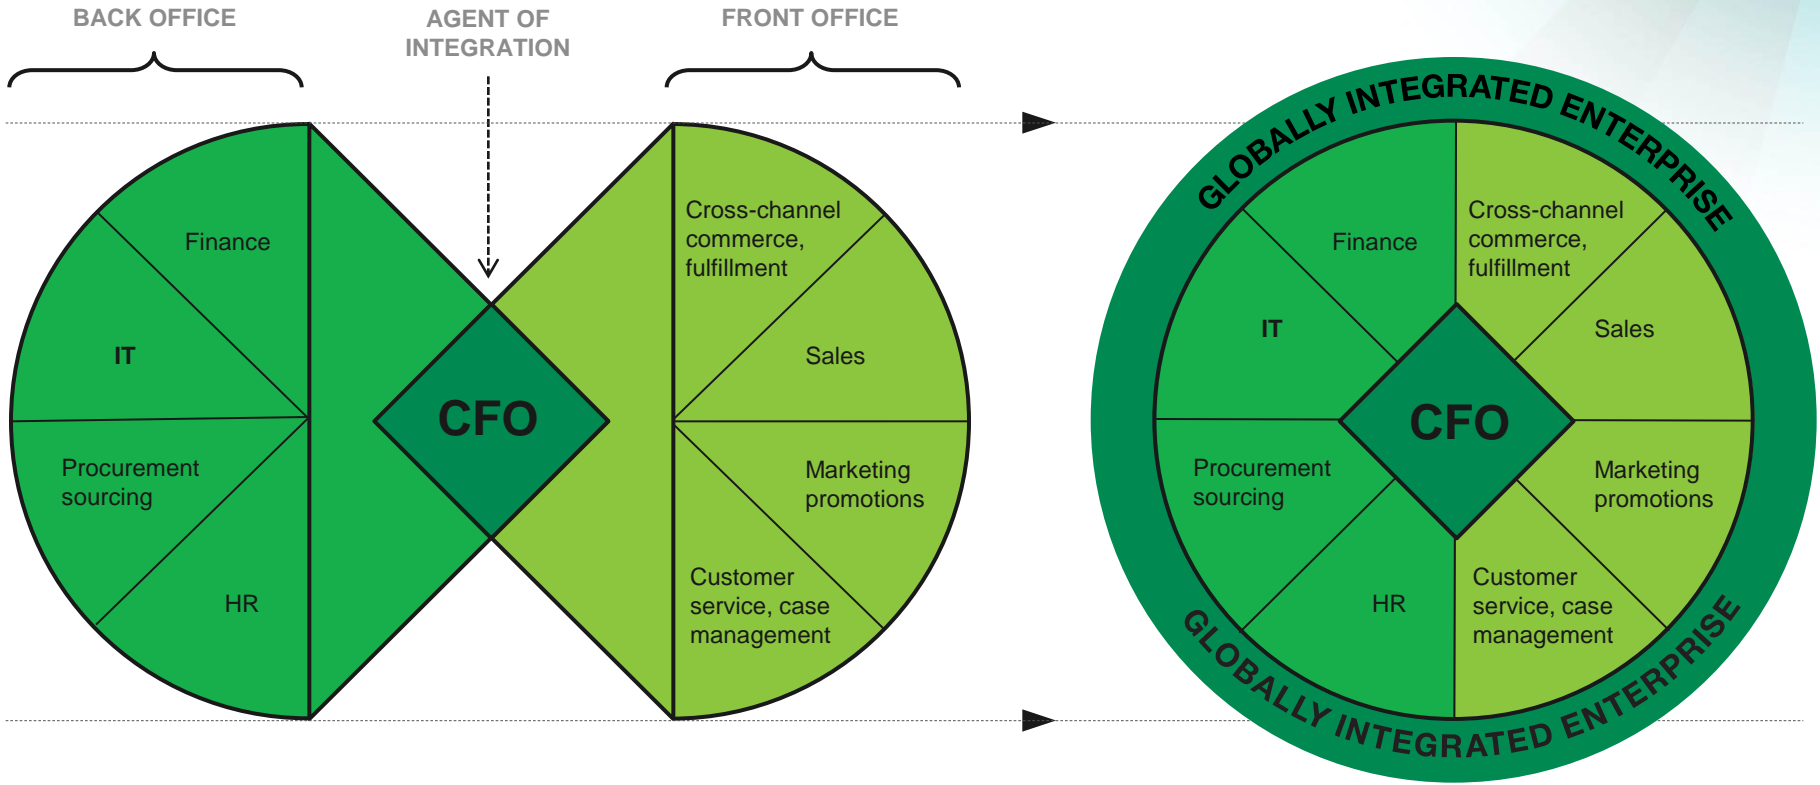 BACK OFFICE
AGENT OF
INTEGRATION
FRONT OFFICE
Finance
IT
Procurement
sourcing
HR
CFO
Cross-channel
commerce,
fulfillment
Sales
Marketing
promotions
Customer
service, case
management
GLOBALLY INTEGRATED ENTERPRISE
Finance
IT
Procurement
sourcing
HR
CFO
Cross-channel
commerce,
fulfillment
Sales
Marketing
promotions
Customer
service, case
management
GLOBALLY INTEGRATED ENTERPRISE